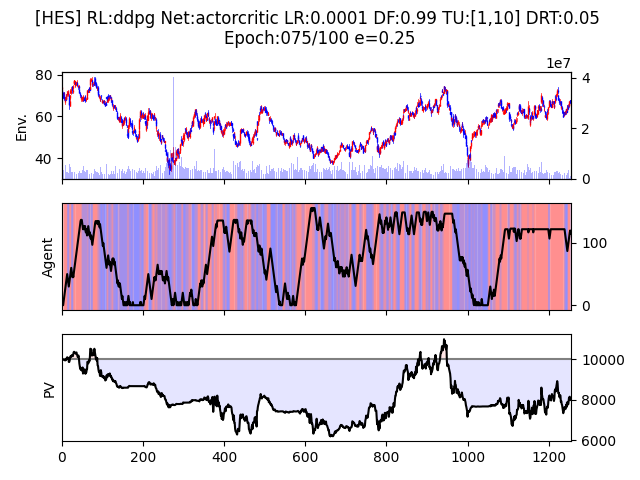 [HES] RL:ddpg Net:actorcritic LR:0.0001 DF:0.99 TU:[1,10] DRT:0.05
Epoch:075/100 e=0.25
1e7
80
60
40
Env.
4
2
0
Agent
100
0
PV
10000
8000
6000
0 200 400 600 800 1000 1200